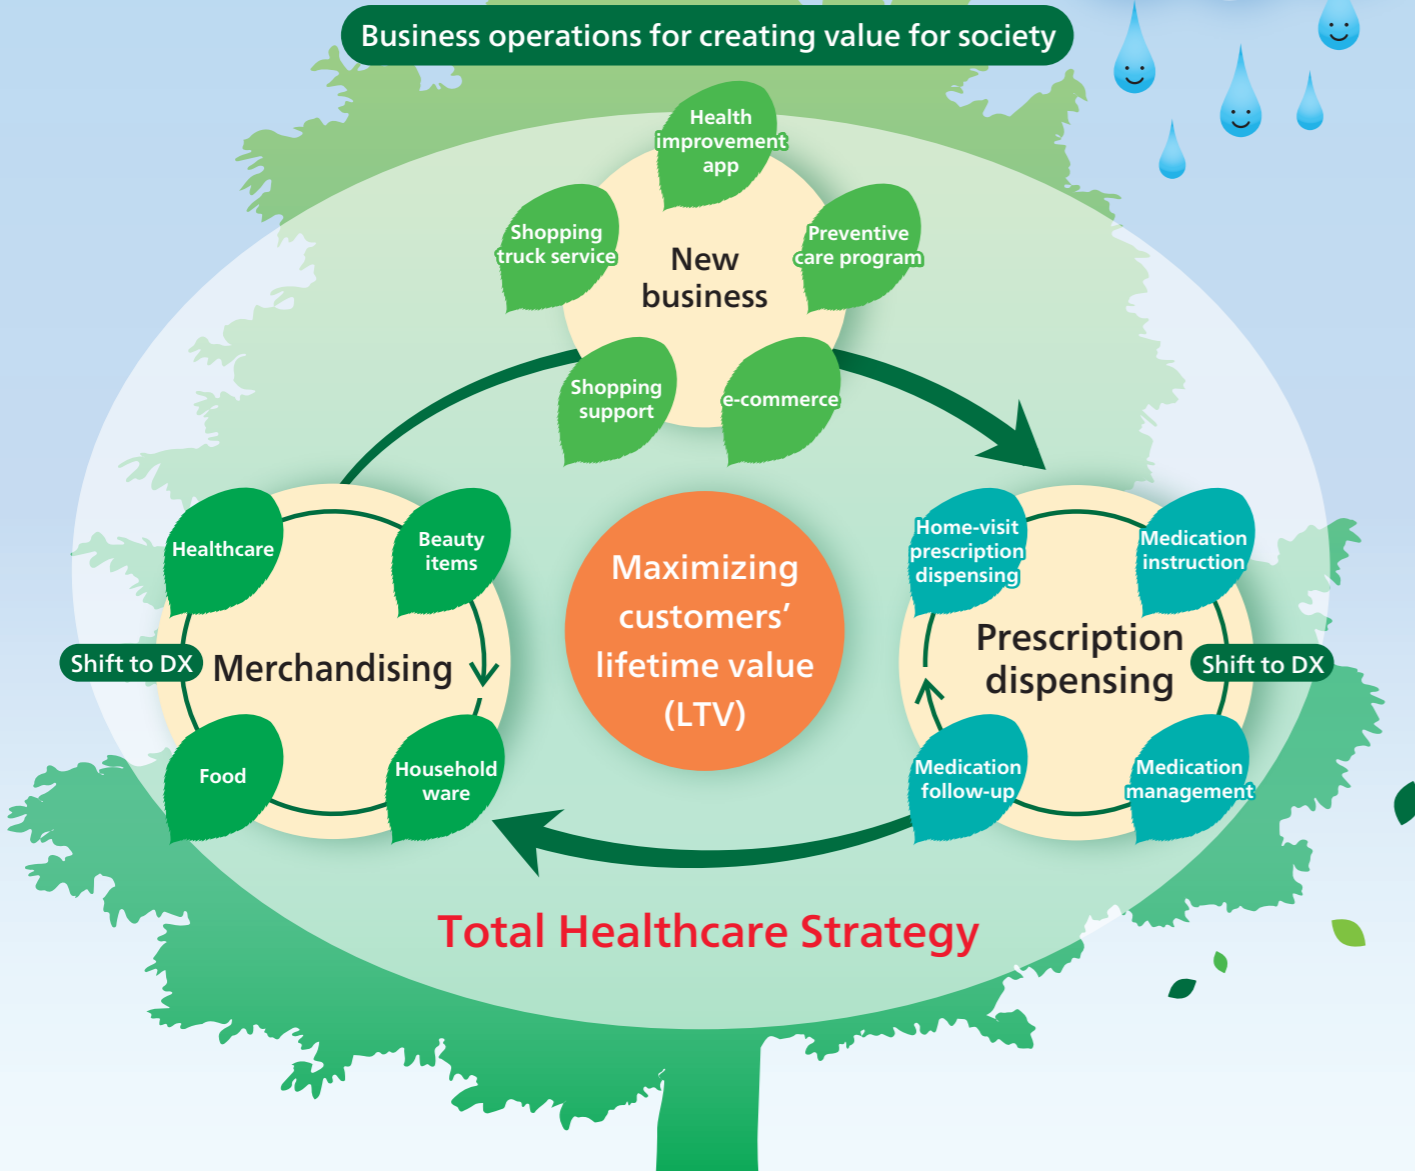 Business operations for creating value for society
Health
improvement
app
Shopping
truck service
Preventive
care program
New
business
Shopping
support
e-commerce
Healthcare
Beauty
items
Shift to DX
Merchandising
Food
Household
ware
Maximizing
customers’
lifetime value
(LTV)
Home-visit
prescription
dispensing
Medication
instruction
Prescription
dispensing
Shift to DX
Medication
follow-up
Medication
management
Total Healthcare Strategy